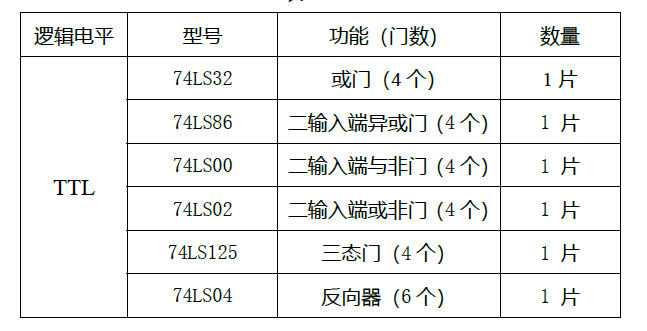 逻辑电平 型号 功能（门数） 数量
TTL
74LS32 或门（4个） 1片
74LS86 二输入端异或门（4个） 1 片
74LS00 二输入端与非门（4个） 1 片
74LS02 二输入端或非门（4个） 1 片
74LS125 三态门（4个） 1 片
74LS04 反向器（6个） 1 片